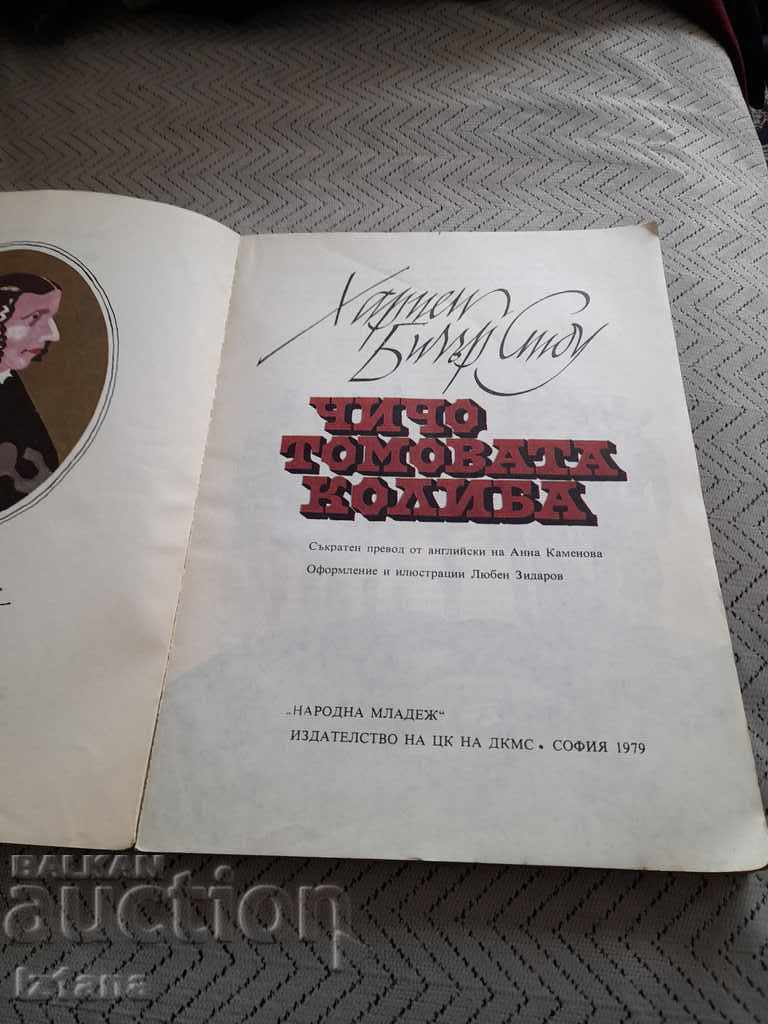 Хариет
Бичър Стоу
ЧИЧО
ТОМОВАТА
КОЛИБА
Съкратен превод от английски на Анна Каменова
Оформление и илюстрации Любен Зидаров
„НАРОДНА МЛАДЕЖ“
ИЗДАТЕЛСТВО НА ЦК НА ДКМС • СОФИЯ 1979
BALKAN
auction
Iztana